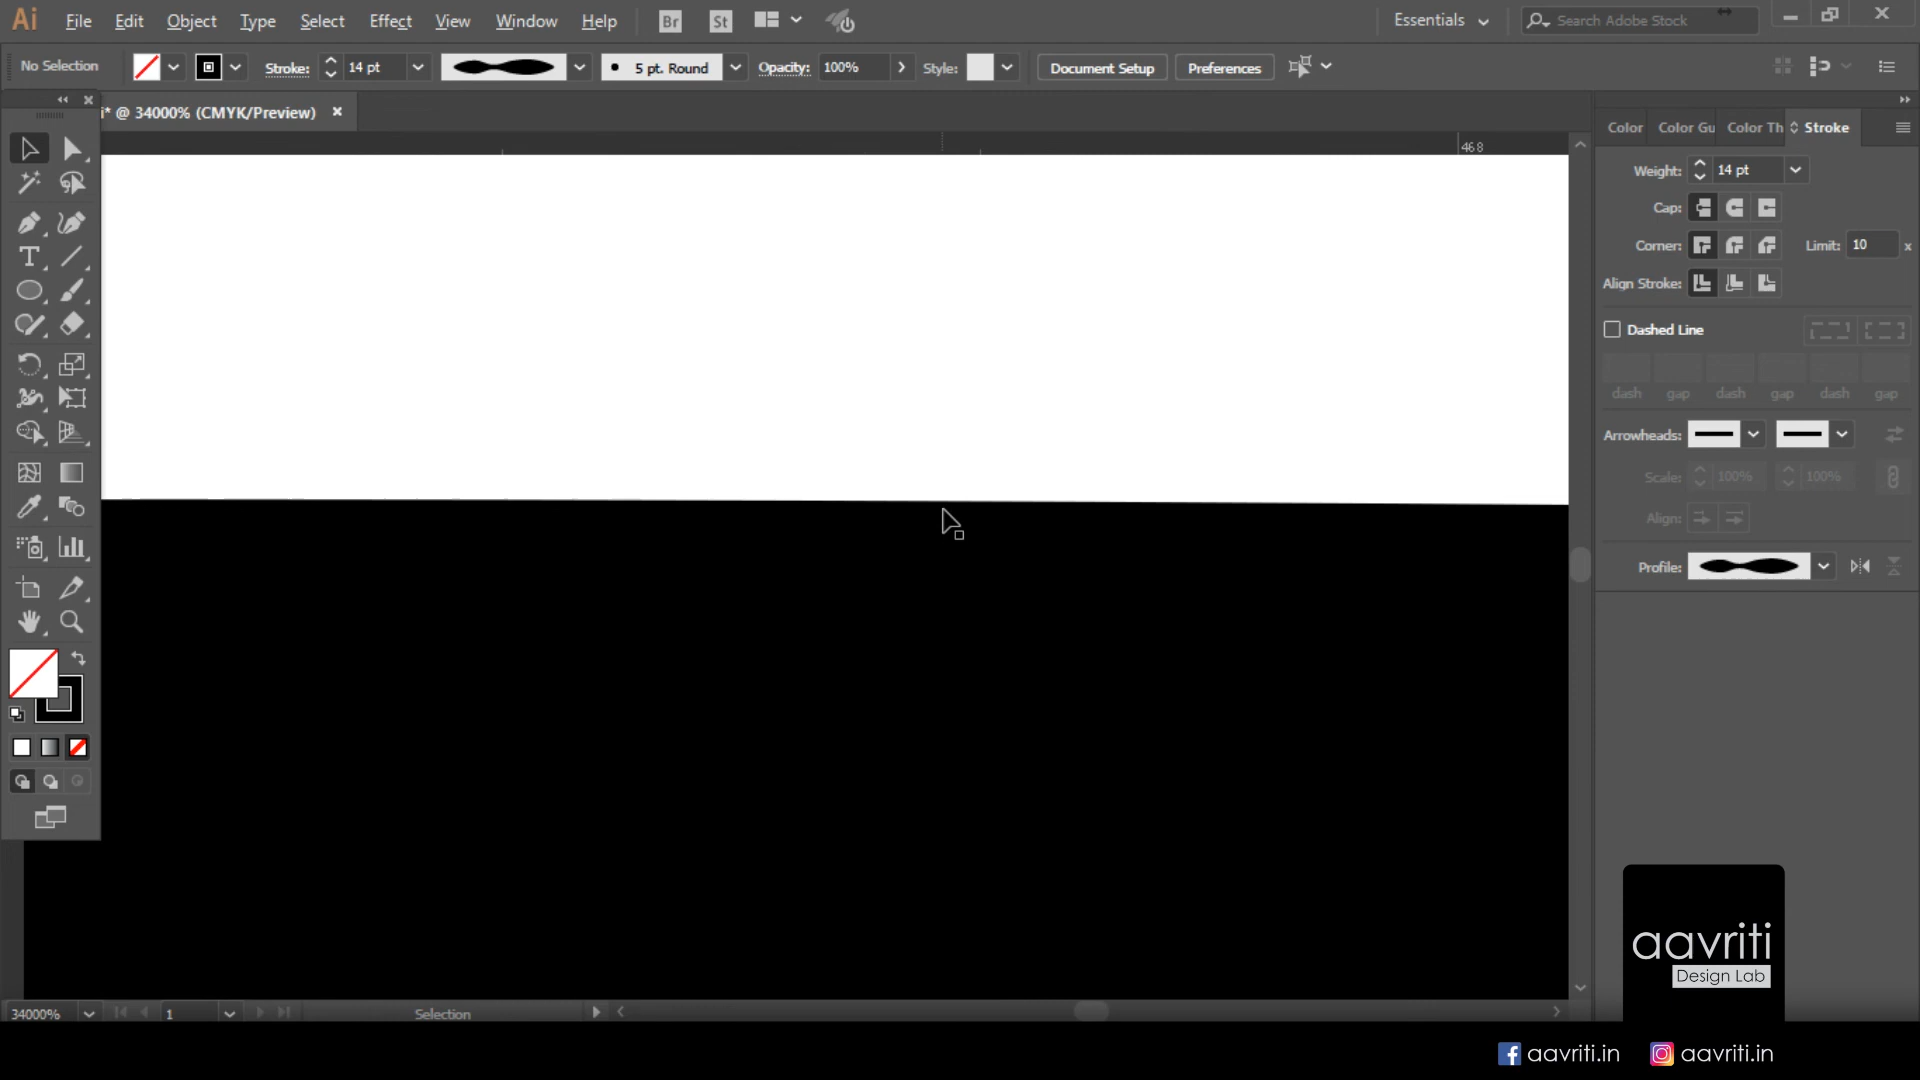 Ai File Edit Object Type Select Effect View Window Help Br St Essentials Search Adobe Stock
No Selection Stroke: 14 pt 5 pt. Round Opacity: 100% Style: Document Setup Preferences
i* @ 34000% (CMYK/Preview)
Color Color Gu Color Th Stroke
468
Weight: 14 pt
Cap:
Corner: Limit: 10 x
Align Stroke:
Dashed Line
dash gap dash gap dash gap
Arrowheads:
Scale: 100% 100%
Align:
Profile:
34000% 1 Selection
aavriti
Design Lab
aavriti.in aavriti.in